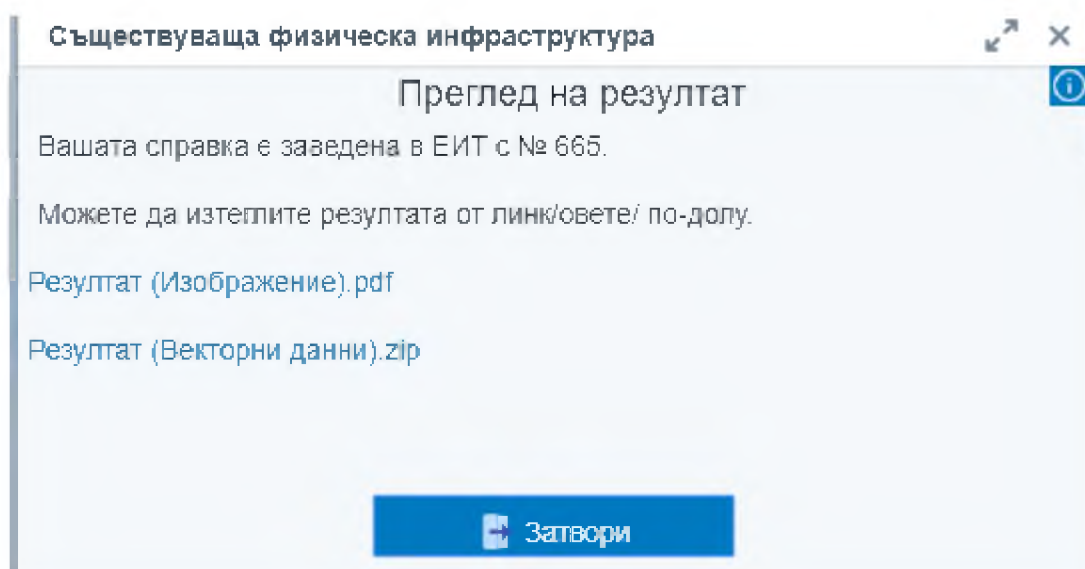 Съществуваща физическа инфраструктура
Преглед на резултат
Вашата справка е заведена в ЕИТ с № 665.
Можете да изтеглите резултата от линк/овете/ по-долу.
Резултат (Изображение).pdf
Резултат (Векторни данни).zip
Затвори